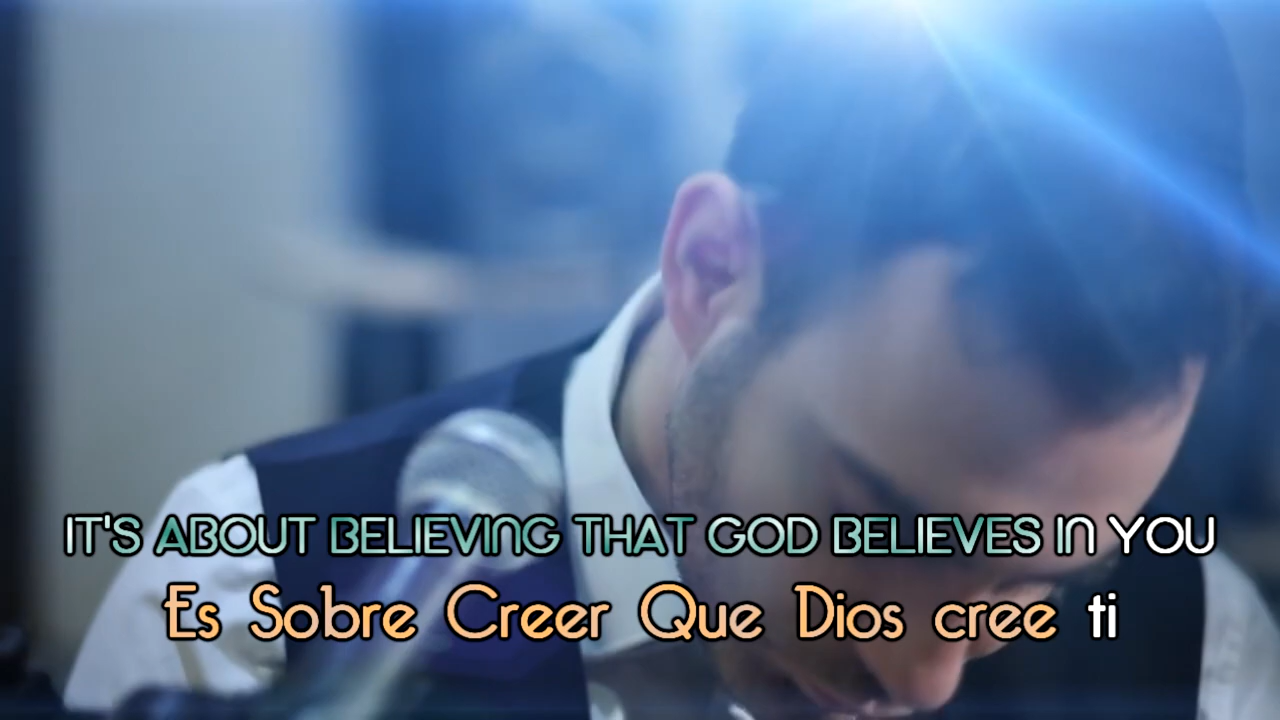 IT'S ABOUT BELIEVING THAT GOD BELIEVES IN YOU
Es Sobre Creer Que Dios cree ti